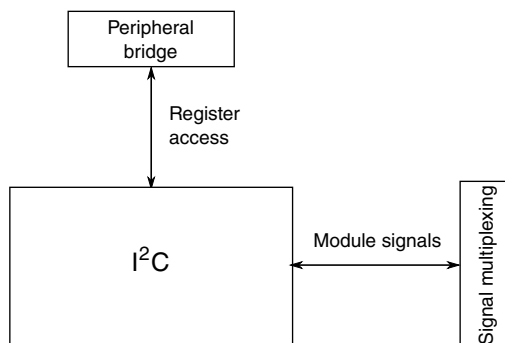 Peripheral
bridge
Register
access
I²C
Module signals
Signal multiplexing